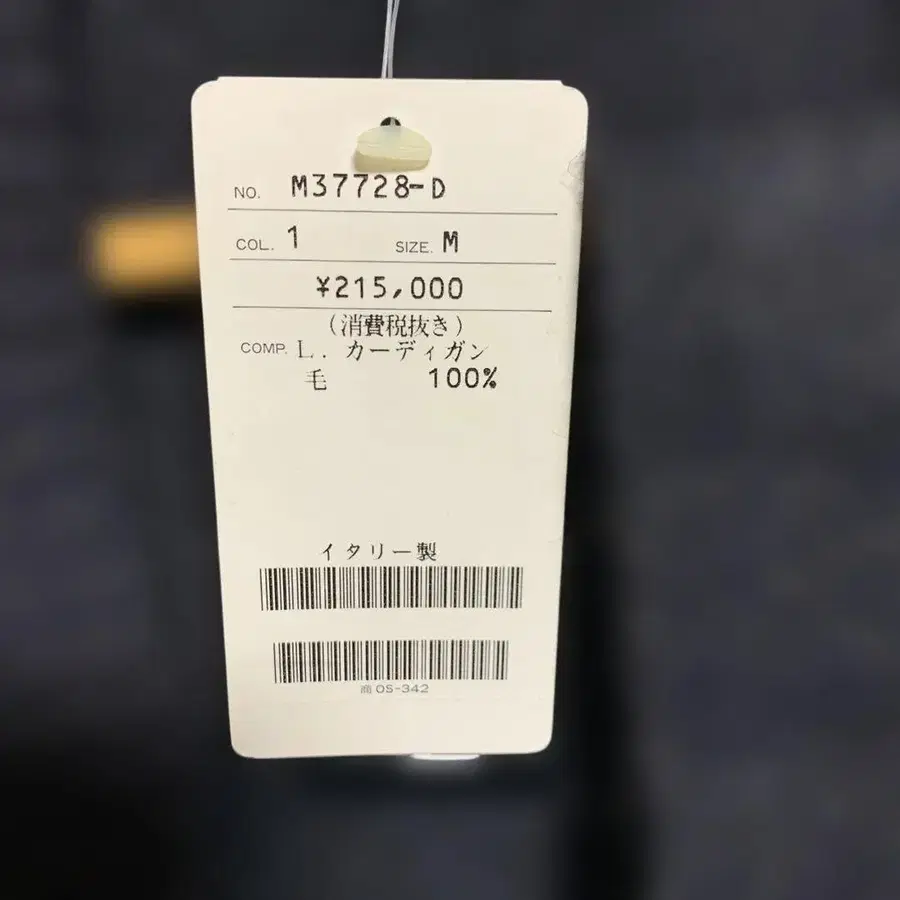 NO. M37728-D
COL. 1 SIZE. M
¥215,000
(消費税抜き)
COMP. L. カーディガン
毛 100%
イタリー製
商 OS-342